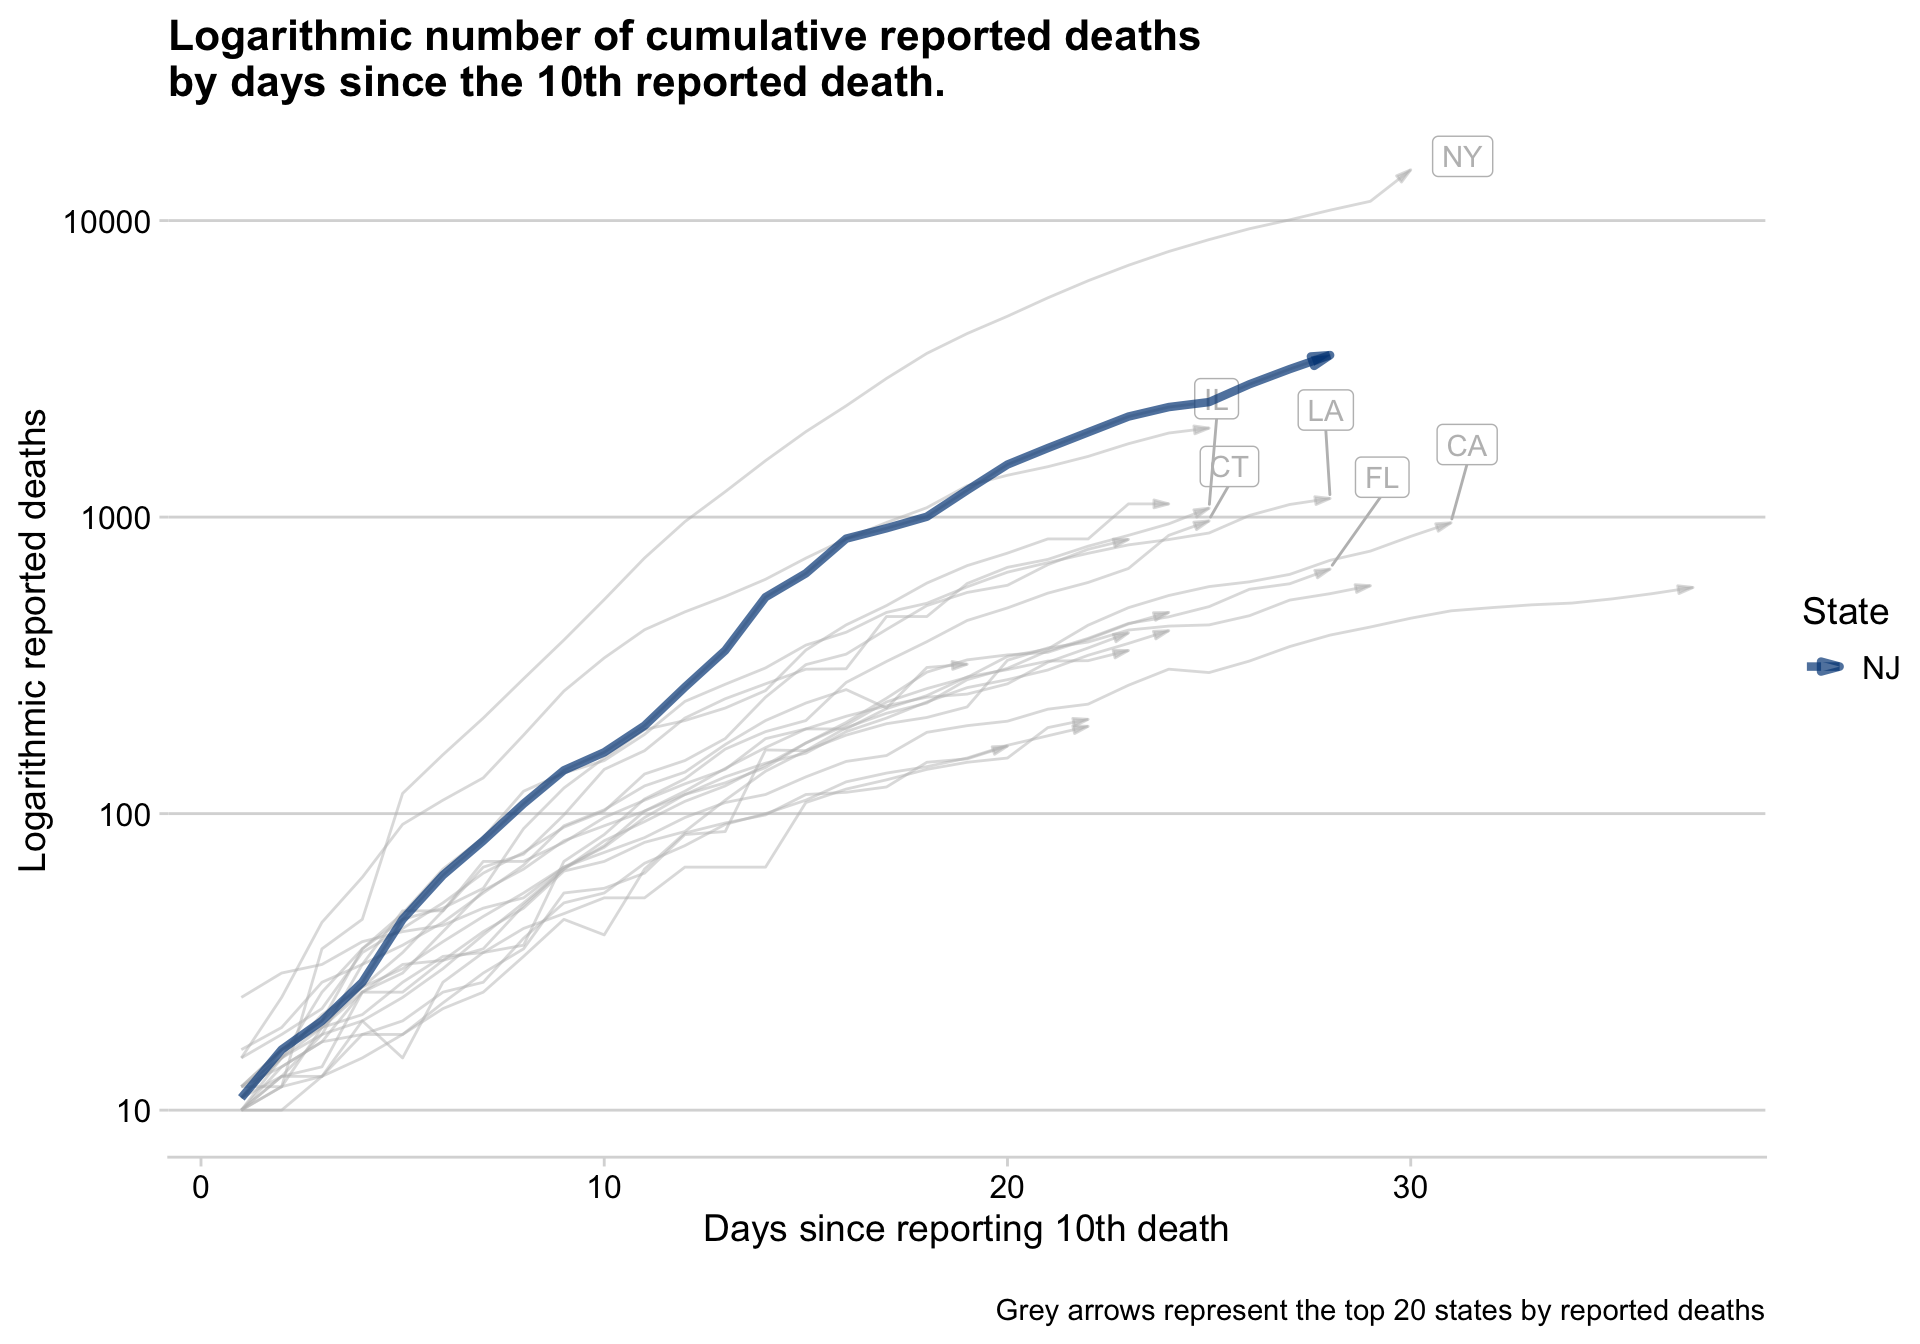 Logarithmic number of cumulative reported deaths
by days since the 10th reported death.
NY
10000
IL
LA
CA
CT
FL
1000
Logarithmic reported deaths
State
NJ
100
10
0
10
20
30
Days since reporting 10th death
Grey arrows represent the top 20 states by reported deaths